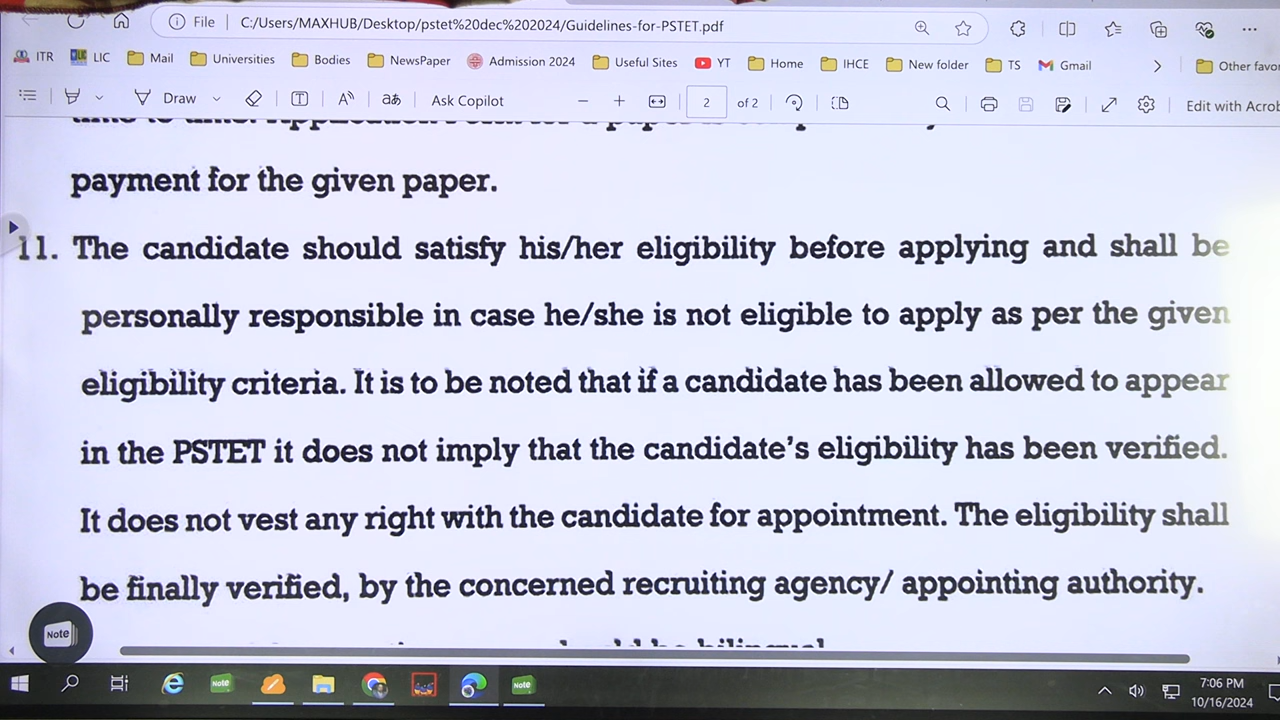 File C:/Users/MAXHUB/Desktop/pstet%20dec%202024/Guidelines-for-PSTET.pdf
ITR LIC Mail Universities Bodies NewsPaper Admission 2024 Useful Sites YT Home IHCE New folder TS Gmail Other favor
Draw aあ Ask Copilot 2 of 2 Edit with Acrob
payment for the given paper.
11. The candidate should satisfy his/her eligibility before applying and shall be
personally responsible in case he/she is not eligible to apply as per the given
eligibility criteria. It is to be noted that if a candidate has been allowed to appear
in the PSTET it does not imply that the candidate's eligibility has been verified.
It does not vest any right with the candidate for appointment. The eligibility shall
be finally verified, by the concerned recruiting agency/ appointing authority.
Note
Note Note
7:06 PM
10/16/2024